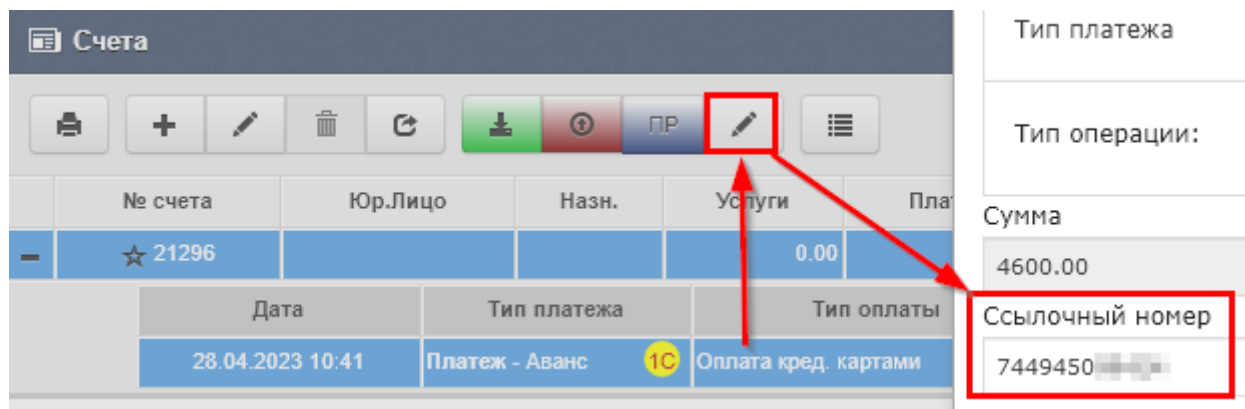 Счета
ПР
№ счета Юр.Лицо Назн. Услуги
21296 0.00
Дата Тип платежа Тип оплаты
28.04.2023 10:41 Платеж - Аванс 1С Оплата кред. картами
Тип платежа
Тип операции:
Сумма
4600.00
Ссылочный номер
7449450